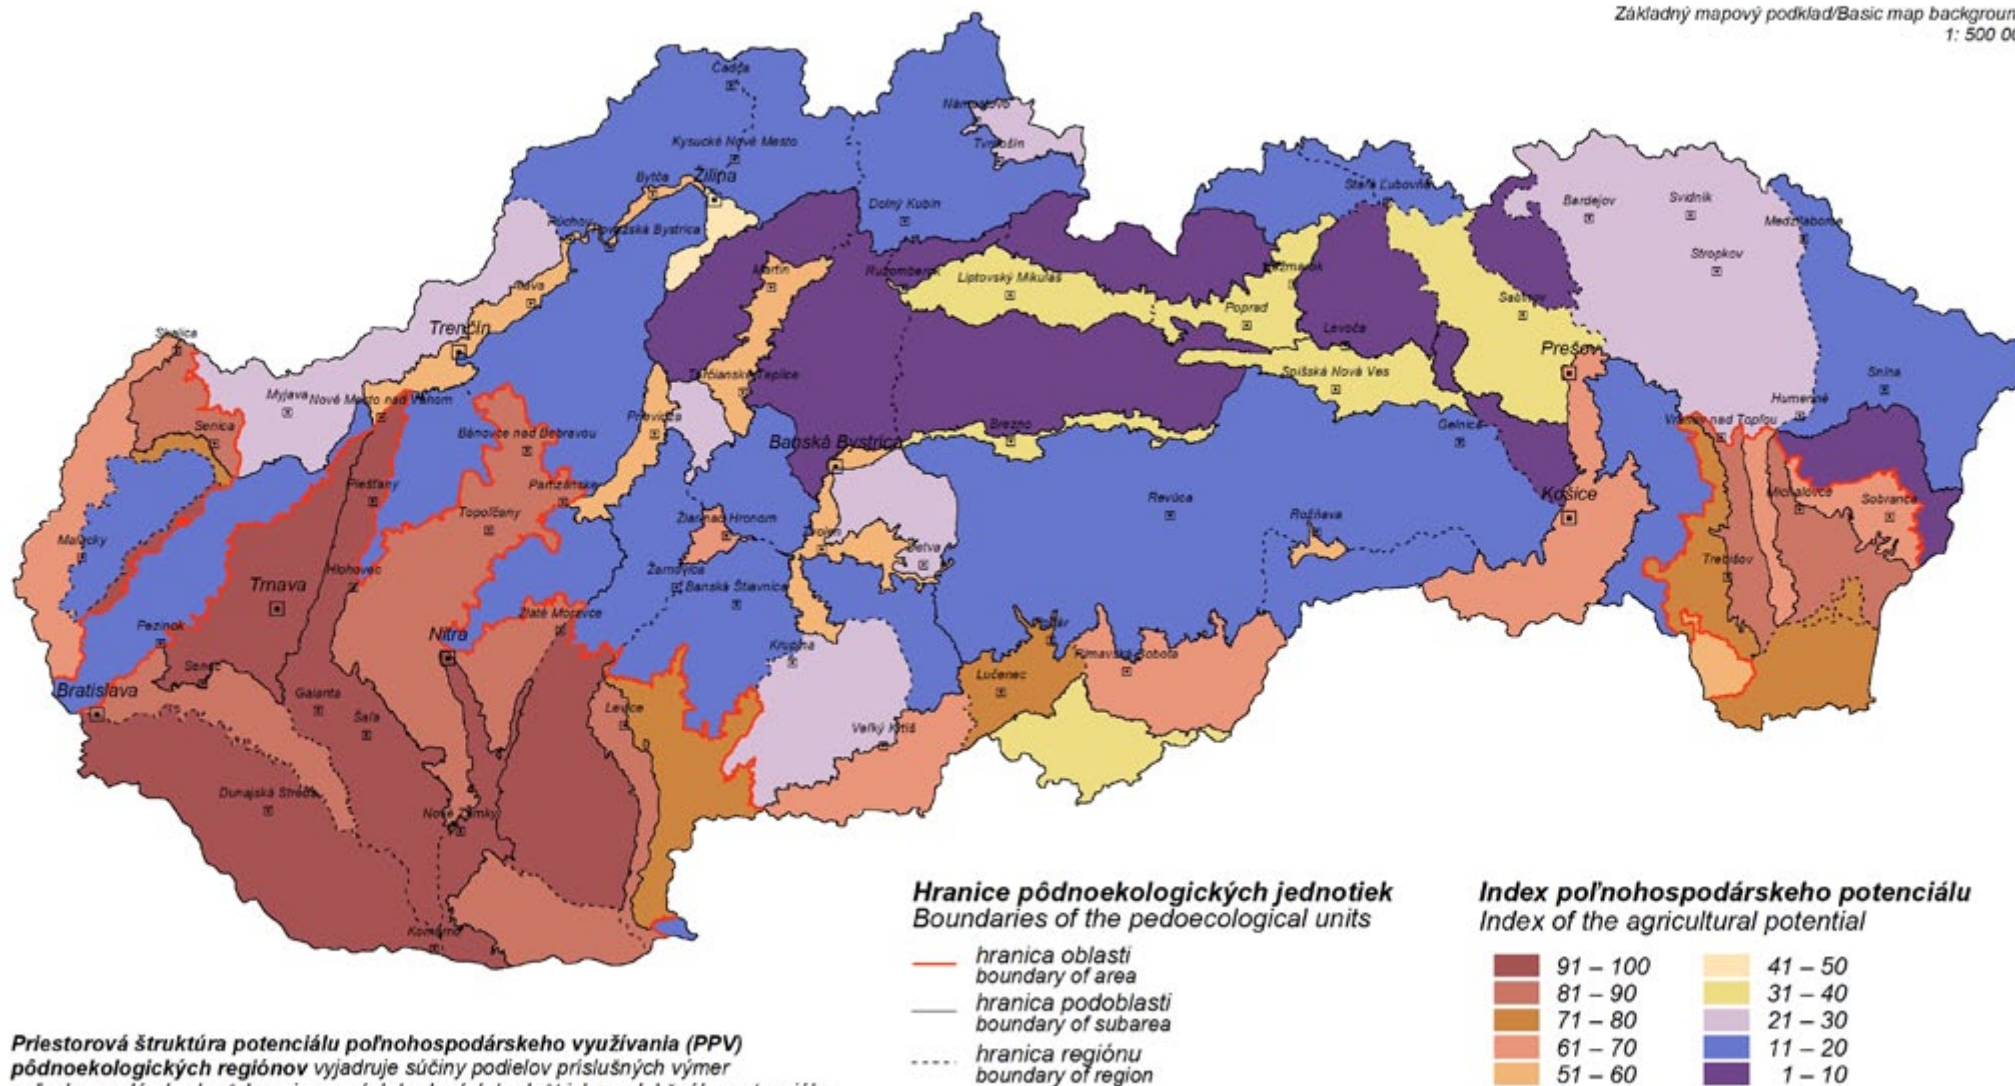 Základný mapový podklad/Basic map
1: 500
Čadča
Námestovo
Kysucké Nové Mesto
Tvrdošín
Bytča
Žilina
Stará Ľubovňa
Dolný Kubín
Bardejov
Svidník
Púchov
Považská Bystrica
Medzilaborce
Stropkov
Martin
Ružomberok
Liptovský Mikuláš
Kežmarok
Ilava
Poprad
Sabinov
Trenčín
Levoča
Skalica
Prešov
Turčianske Teplice
Spišská Nová Ves
Snina
Myjava
Nové Mesto nad Váhom
Humenné
Senica
Bánovce nad Bebravou
Prievidza
Banská Bystrica
Brezno
Gelnica
Vranov nad Topľou
Piešťany
Partizánske
Revúca
Košice
Michalovce
Sobrance
Topoľčany
Žiar nad Hronom
Rožňava
Malacky
Zvolen
Detva
Trnava
Hlohovec
Žarnovica
Banská Štiavnica
Trebišov
Pezinok
Nitra
Zlaté Moravce
Krupina
Poltár
Rimavská Sobota
Senec
Bratislava
Galanta
Šaľa
Levice
Lučenec
Veľký Krtíš
Dunajská Streda
Nové Zámky
Komárno
Hranice pôdnoekologických jednotiek
Boundaries of the pedoecological units
hranica oblasti
boundary of area
hranica podoblasti
boundary of subarea
hranica regiónu
boundary of region
Index poľnohospodárskeho potenciálu
Index of the agricultural potential
91 – 100
81 – 90
71 – 80
61 – 70
51 – 60
41 – 50
31 – 40
21 – 30
11 – 20
1 – 10
Priestorová štruktúra potenciálu poľnohospodárskeho využívania (PPV)
pôdnoekologických regiónov vyjadruje súčiny podielov príslušných výmer